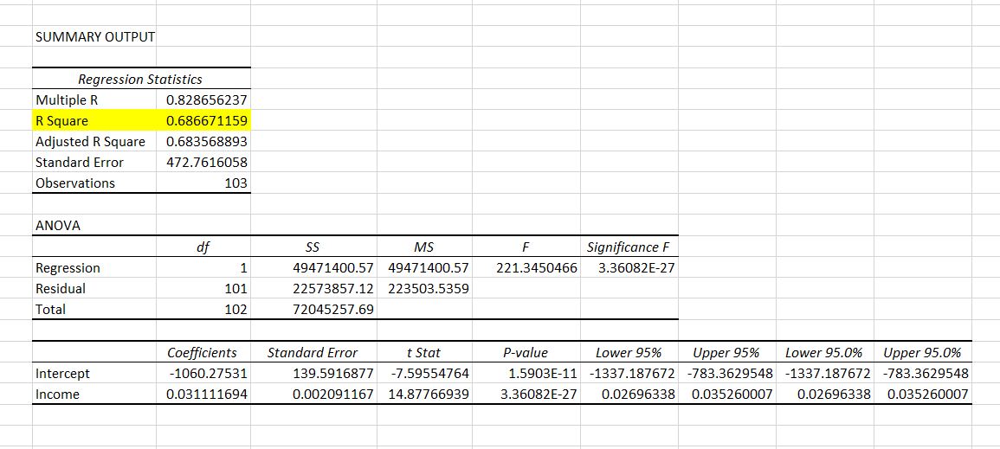 SUMMARY OUTPUT
Regression Statistics
Multiple R 0.828656237
R Square 0.686671159
Adjusted R Square 0.683568893
Standard Error 472.7616058
Observations 103
ANOVA
df SS MS F Significance F
Regression 1 49471400.57 49471400.57 221.3450466 3.36082E-27
Residual 101 22573857.12 223503.5359
Total 102 72045257.69
Coefficients Standard Error t Stat P-value Lower 95% Upper 95% Lower 95.0% Upper 95.0%
Intercept -1060.27531 139.5916877 -7.59554764 1.5903E-11 -1337.187672 -783.3629548 -1337.187672 -783.3629548
Income 0.031111694 0.002091167 14.87766939 3.36082E-27 0.02696338 0.035260007 0.02696338 0.035260007